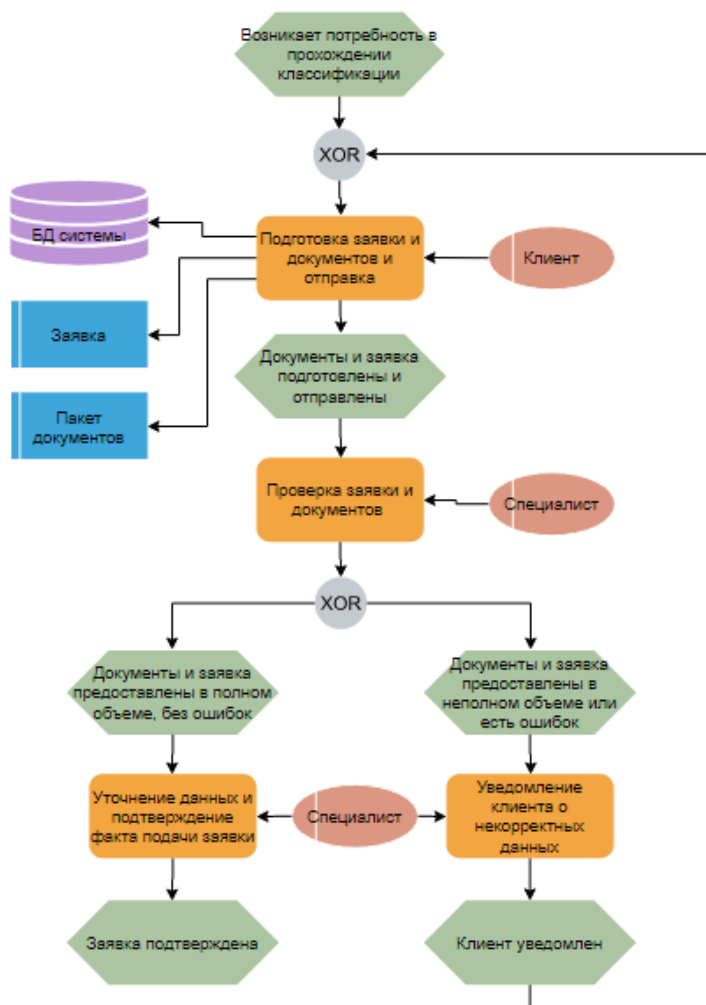 Возникает потребность в
прохождении
классификации
XOR
БД системы
Подготовка заявки и
документов и
отправка
Клиент
Заявка
Документы и заявка
подготовлены и
отправлены
Пакет
документов
Проверка заявки и
документов
Специалист
XOR
Документы и заявка
предоставлены в полном
объеме, без ошибок
Документы и заявка
предоставлены в
неполном объеме или
есть ошибок
Уточнение данных и
подтверждение
факта подачи заявки
Специалист
Уведомление
клиента о
некорректных
данных
Заявка подтверждена
Клиент уведомлен